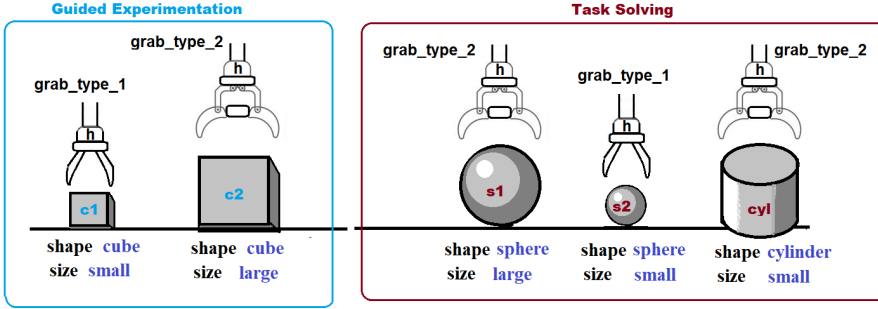 Guided Experimentation
grab_type_2
h
grab_type_1
h
c1
c2
shape cube
size small
shape cube
size large
Task Solving
grab_type_2
h
grab_type_1
h
grab_type_2
h
s1
s2
cyl
shape sphere
size large
shape sphere
size small
shape cylinder
size small